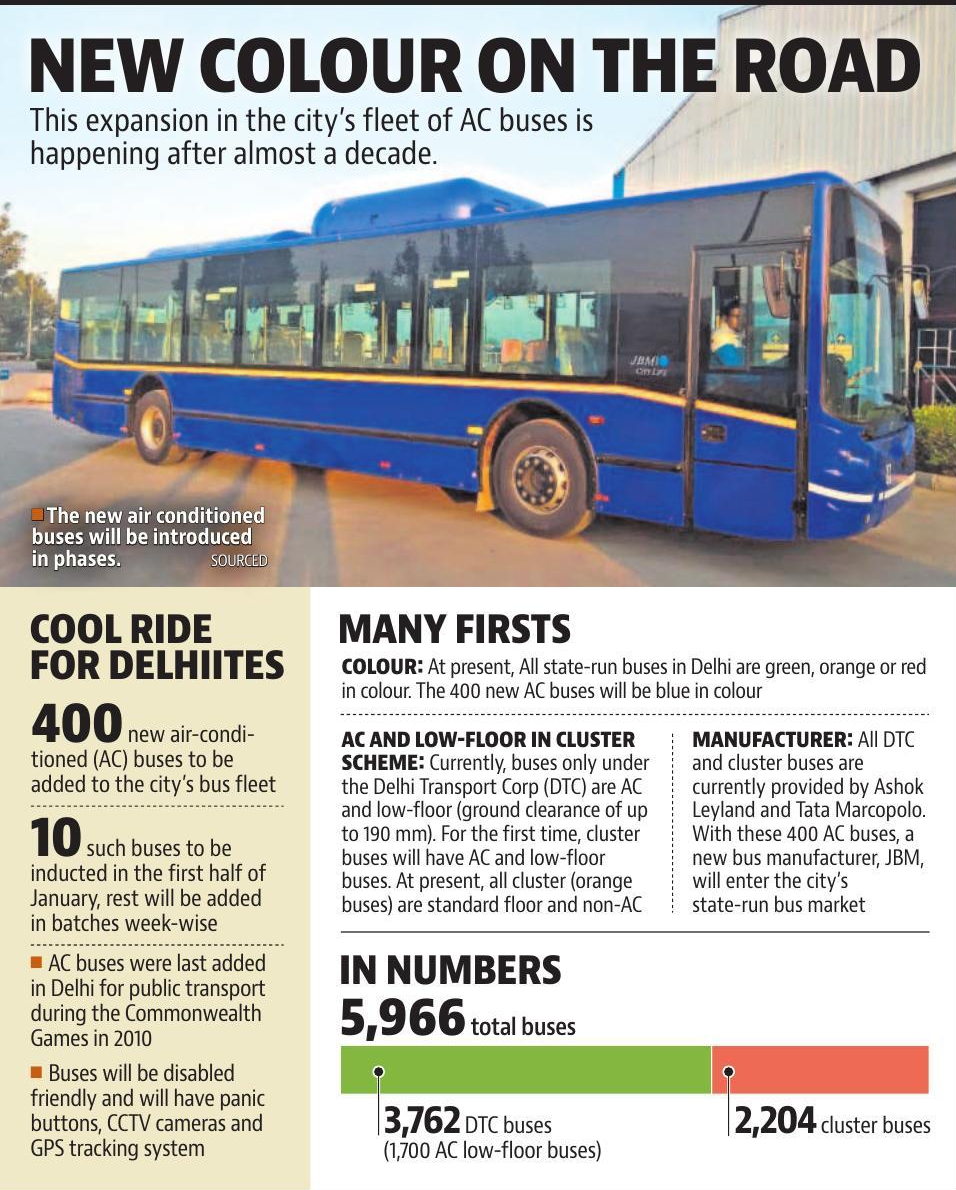 NEW COLOUR ON THE ROAD
This expansion in the city's fleet of AC buses is
happening after almost a decade.
JBM
CITYLIFE
The new air conditioned
buses will be introduced
in phases. SOURCED
COOL RIDE
FOR DELHIITES
400 new air-condi-
tioned (AC) buses to be
added to the city's bus fleet
10 such buses to be
inducted in the first half of
January, rest will be added
in batches week-wise
AC buses were last added
in Delhi for public transport
during the Commonwealth
Games in 2010
Buses will be disabled
friendly and will have panic
buttons, CCTV cameras and
GPS tracking system
MANY FIRSTS
COLOUR: At present, All state-run buses in Delhi are green, orange or red
in colour. The 400 new AC buses will be blue in colour
AC AND LOW-FLOOR IN CLUSTER
SCHEME: Currently, buses only under
the Delhi Transport Corp (DTC) are AC
and low-floor (ground clearance of up
to 190 mm). For the first time, cluster
buses will have AC and low-floor
buses. At present, all cluster (orange
buses) are standard floor and non-AC
MANUFACTURER: All DTC
and cluster buses are
currently provided by Ashok
Leyland and Tata Marcopolo.
With these 400 AC buses, a
new bus manufacturer, JBM,
will enter the city's
state-run bus market
IN NUMBERS
5,966 total buses
3,762 DTC buses
(1,700 AC low-floor buses)
2,204 cluster buses